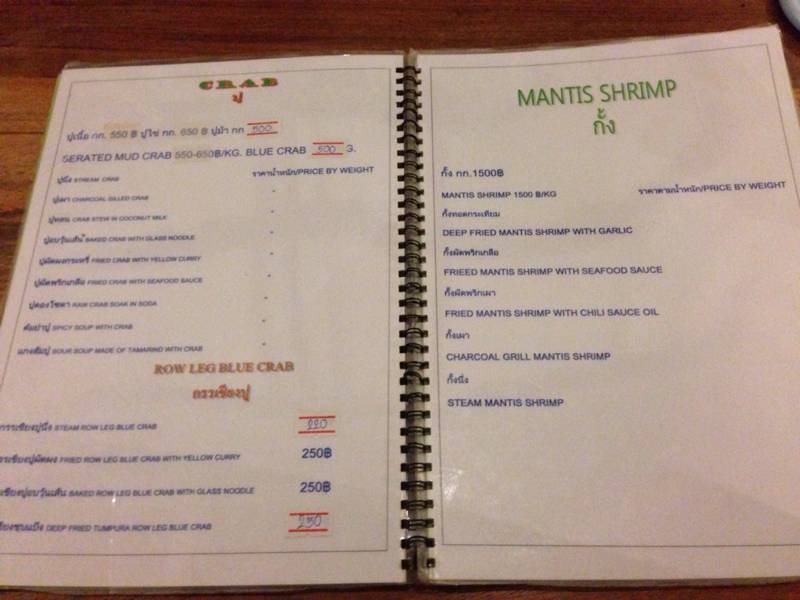 CRAB
ปู
ปูเนื้อ กก. 550 ฿ ปูไข่ กก. 650 ฿ ปูม้า กก 500
SERATED MUD CRAB 550-650฿/KG. BLUE CRAB 500 G.
ปูนึ่ง STREAM CRAB ราคาน้ำหนัก/PRICE BY WEIGHT
ปูเผา CHARCOAL GILLED CRAB "
ปูหลน CRAB STEW IN COCONUT MILK "
ปูอบวุ้นเส้น BAKED CRAB WITH GLASS NOODLE "
ปูผัดผงกระหรี่ FRIED CRAB WITH YELLOW CURRY "
ปูผัดพริกเกลือ FRIED CRAB WITH SEAFOOD SAUCE "
ปูดองโซดา RAW CRAB SOAK IN SODA "
ต้มยำปู SPICY SOUP WITH CRAB "
แกงส้มปู SOUR SOUP MADE OF TAMARIND WITH CRAB "
ROW LEG BLUE CRAB
กรรเชียงปู
กรรเชียงปูนึ่ง STEAM ROW LEG BLUE CRAB 220
รเชียงปูผัดผง FRIED ROW LEG BLUE CRAB WITH YELLOW CURRY 250฿
เชียงปูอบวุ้นเส้น BAKED ROW LEG BLUE CRAB WITH GLASS NOODLE 250฿
ียงชุบแป้ง DEEP FRIED TUMPURA ROW LEG BLUE CRAB 250
MANTIS SHRIMP
กั้ง
กั้ง กก.1500฿
MANTIS SHRIMP 1500 ฿/KG ราคาตามน้ำหนัก/PRICE BY WEIGHT
กั้งทอดกระเทียม
DEEP FRIED MANTIS SHRIMP WITH GARLIC
กั้งผัดพริกเกลือ
FRIEED MANTIS SHRIMP WITH SEAFOOD SAUCE
กั้งผัดพริกเผา
FRIED MANTIS SHRIMP WITH CHILI SAUCE OIL
กั้งเผา
CHARCOAL GRILL MANTIS SHRIMP
กั้งนึ่ง
STEAM MANTIS SHRIMP